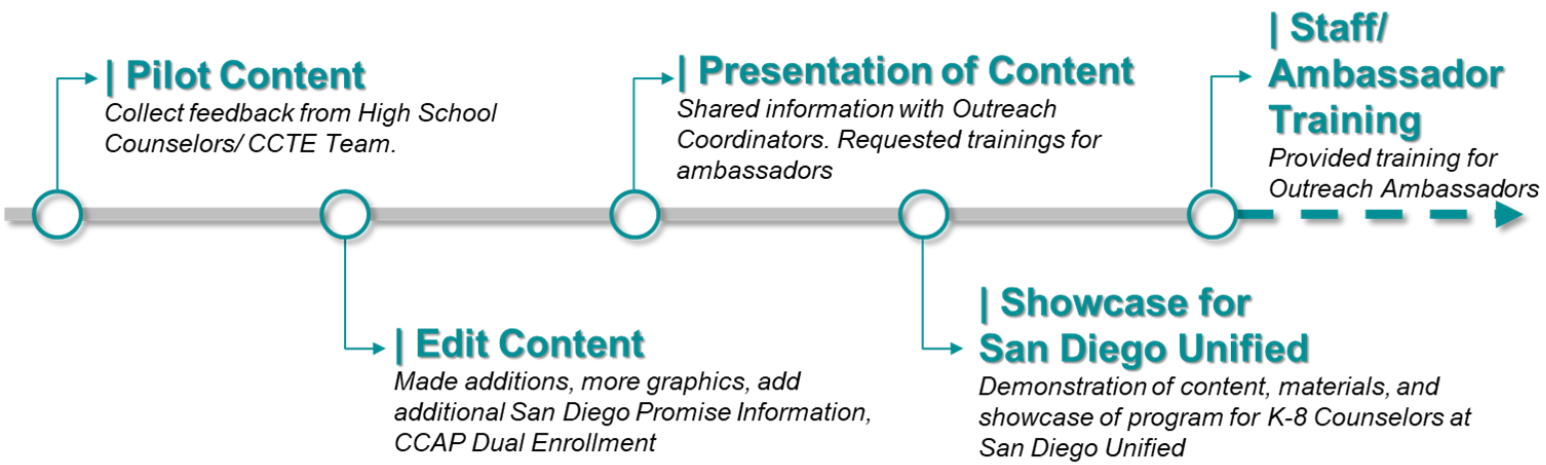 | Pilot Content
Collect feedback from High School
Counselors/ CCTE Team.
| Edit Content
Made additions, more graphics, add
additional San Diego Promise Information,
CCAP Dual Enrollment
| Presentation of Content
Shared information with Outreach
Coordinators. Requested trainings for
ambassadors
| Showcase for
San Diego Unified
Demonstration of content, materials, and
showcase of program for K-8 Counselors at
San Diego Unified
| Staff/
Ambassador
Training
Provided training for
Outreach Ambassadors